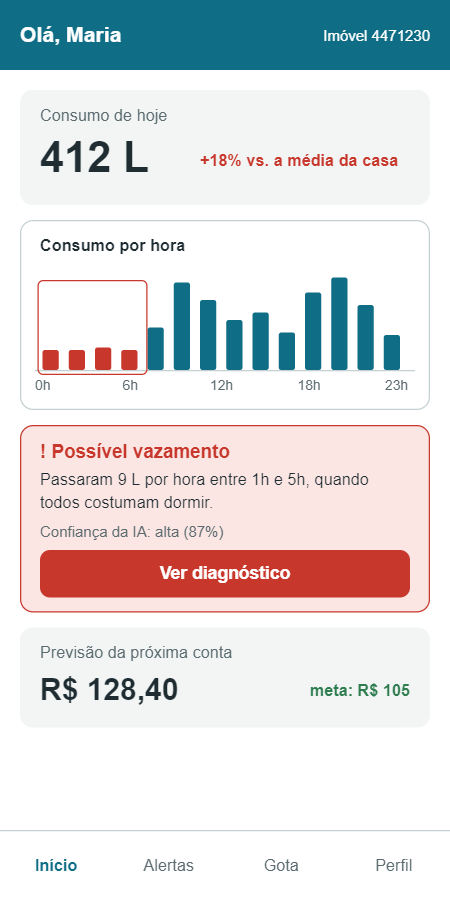 Olá, Maria
Imóvel 4471230
Consumo de hoje
412 L
+18% vs. a média da casa
Consumo por hora
0h 6h 12h 18h 23h
! Possível vazamento
Passaram 9 L por hora entre 1h e 5h, quando
todos costumam dormir.
Confiança da IA: alta (87%)
Ver diagnóstico
Previsão da próxima conta
R$ 128,40
meta: R$ 105
Início Alertas Gota Perfil